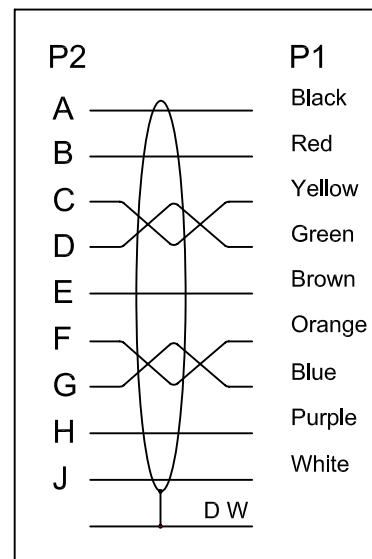 P2 P1
A Black
B Red
C Yellow
D Green
E Brown
F Orange
G Blue
H Purple
J White
D W